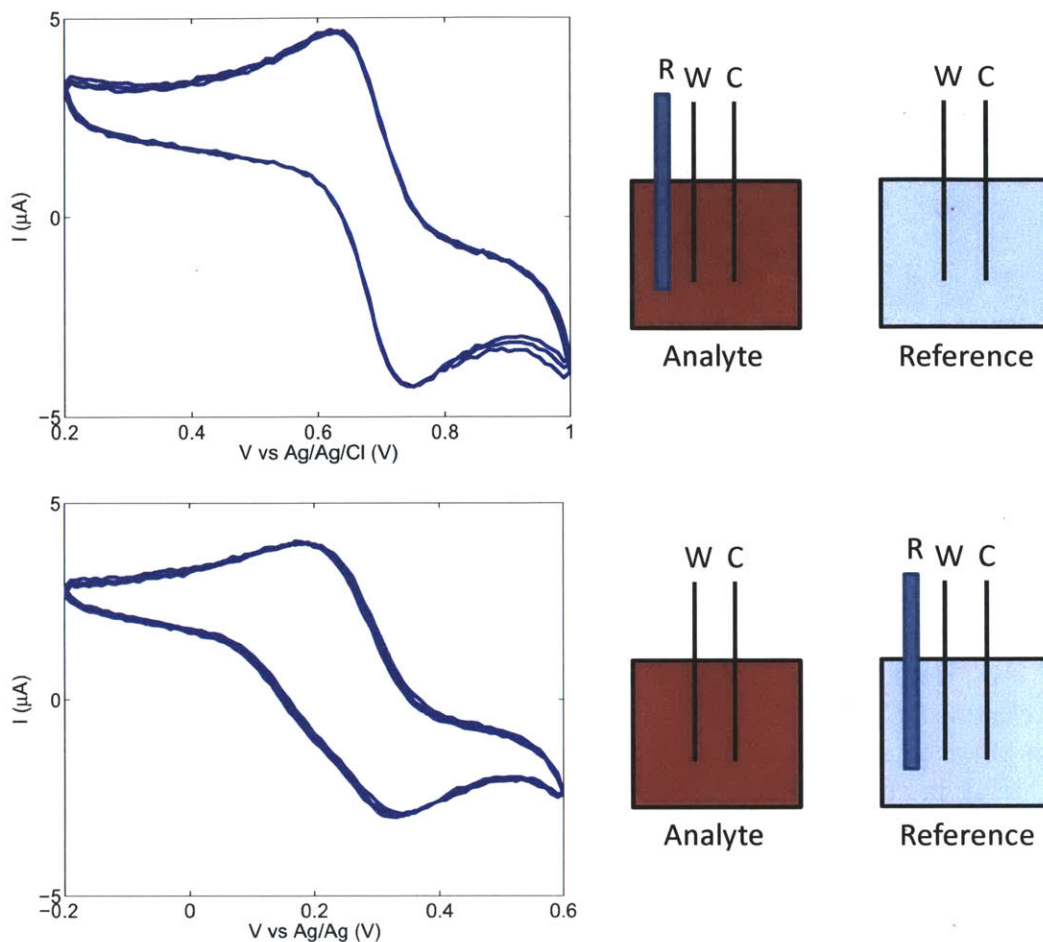 5
0
−5
I (μA)
0.2 0.4 0.6 0.8 1
V vs Ag/Ag/Cl (V)
R W C W C
Analyte Reference
5
0
−5
I (μA)
−0.2 0 0.2 0.4 0.6
V vs Ag/Ag (V)
W C R W C
Analyte Reference